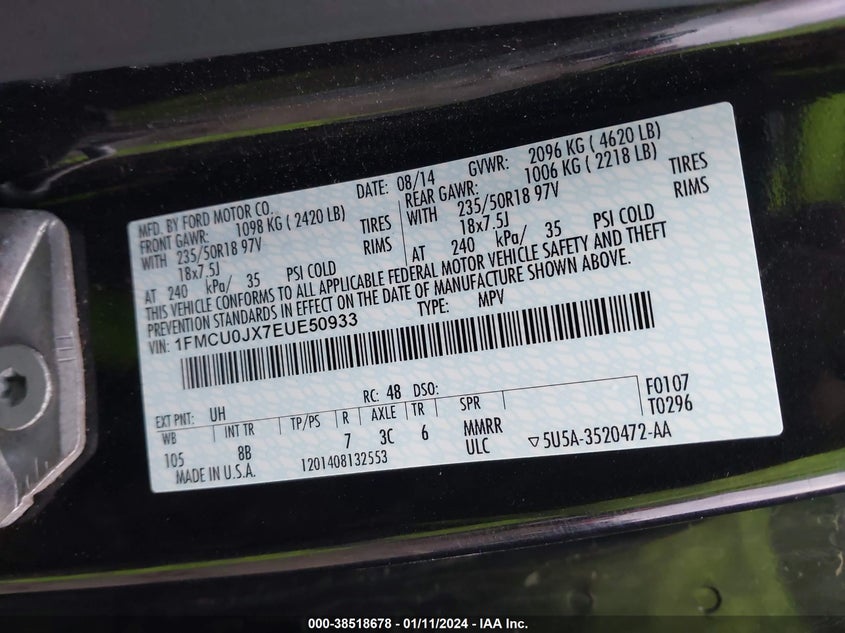 MFD. BY FORD MOTOR CO.
DATE: 08/14 GVWR: 2096 KG ( 4620 LB)
FRONT GAWR: 1098 KG ( 2420 LB) REAR GAWR: 1006 KG ( 2218 LB)
WITH 235/50R18 97V TIRES WITH 235/50R18 97V TIRES
18x7.5J RIMS 18x7.5J RIMS
AT 240 kPa/ 35 PSI COLD AT 240 kPa/ 35 PSI COLD
THIS VEHICLE CONFORMS TO ALL APPLICABLE FEDERAL MOTOR VEHICLE SAFETY AND THEFT
PREVENTION STANDARDS IN EFFECT ON THE DATE OF MANUFACTURE SHOWN ABOVE.
VIN: 1FMCU0JX7EUE50933 TYPE: MPV
EXT PNT: UH RC: 48 DSO: F0107
WB INT TR TP/PS R AXLE TR SPR T0296
105 8B 7 3C 6 MMRR
MADE IN U.S.A. 1201408132553 ULC ▽5U5A-3520472-AA
000-38518678 - 01/11/2024 - IAA Inc.